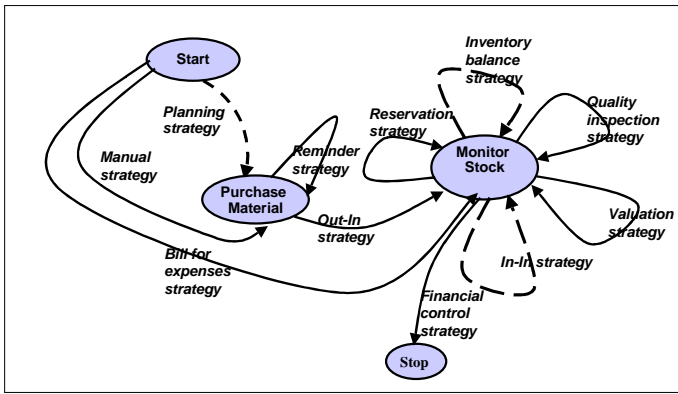 Start
Inventory
balance
strategy
Planning
strategy
Reservation
strategy
Quality
inspection
strategy
Manual
strategy
Reminder
strategy
Monitor
Stock
Purchase
Material
Out-In
strategy
Valuation
strategy
Bill for
expenses
strategy
In-In strategy
Financial
control
strategy
Stop